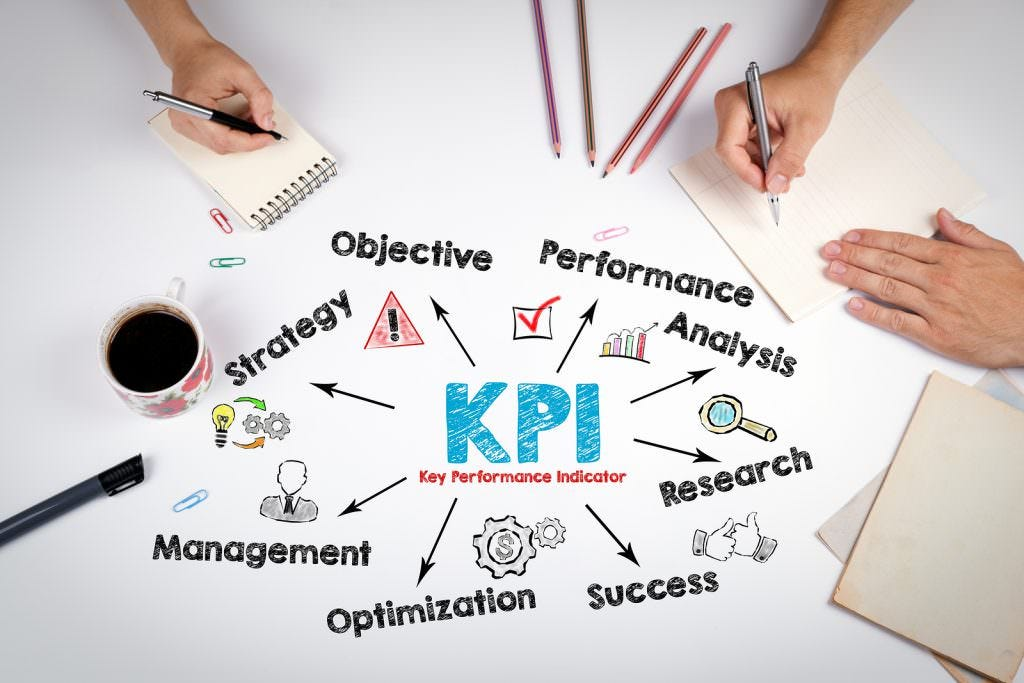 Objective
Performance
Strategy
Analysis
KPI
Key Performance Indicator
Research
Management
Success
Optimization
$